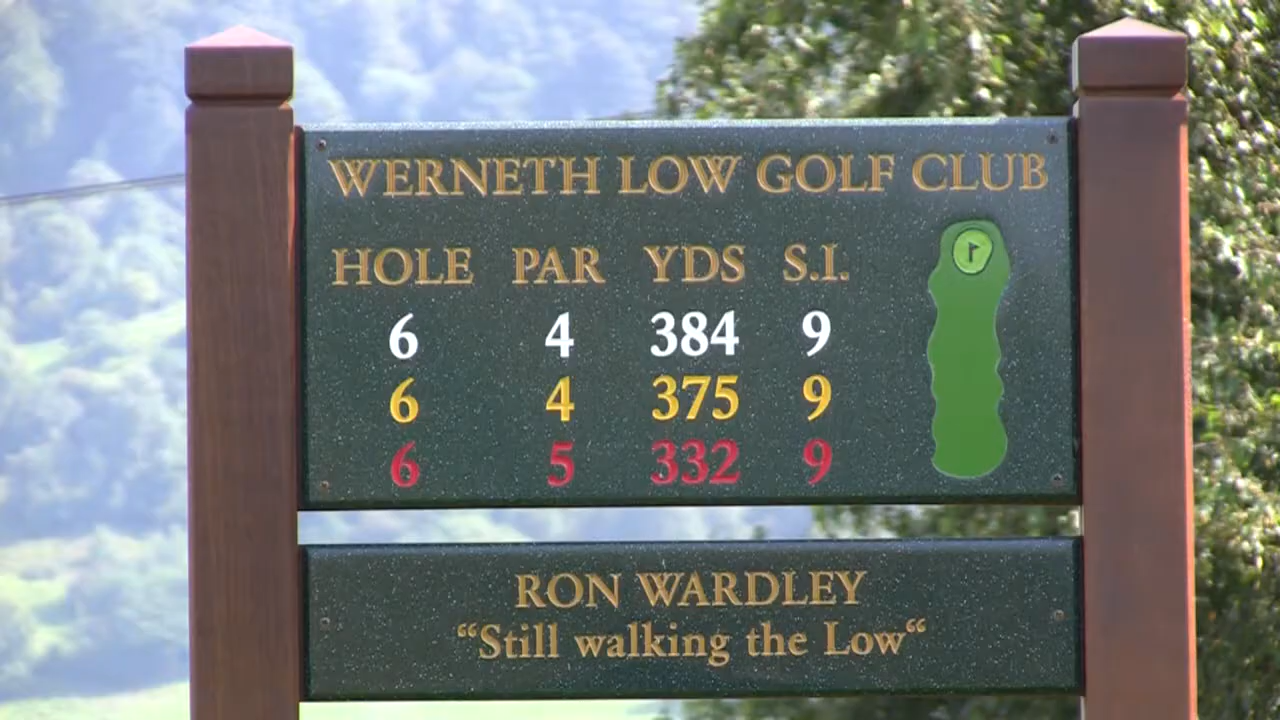 WERNETH LOW GOLF CLUB
HOLE PAR YDS S.I.
6 4 384 9
6 4 375 9
6 5 332 9
RON WARDLEY
“Still walking the Low“